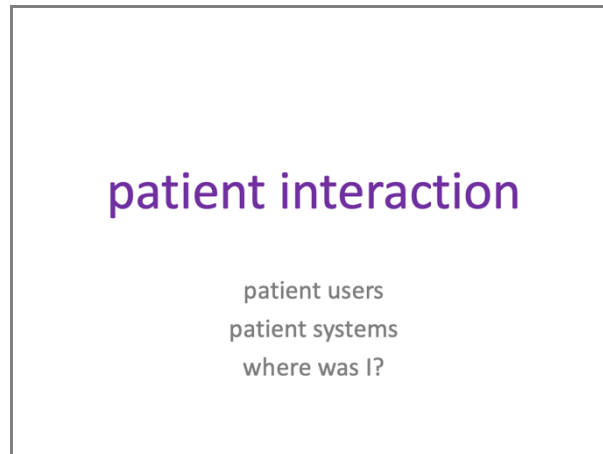 patient interaction
patient users
patient systems
where was I?